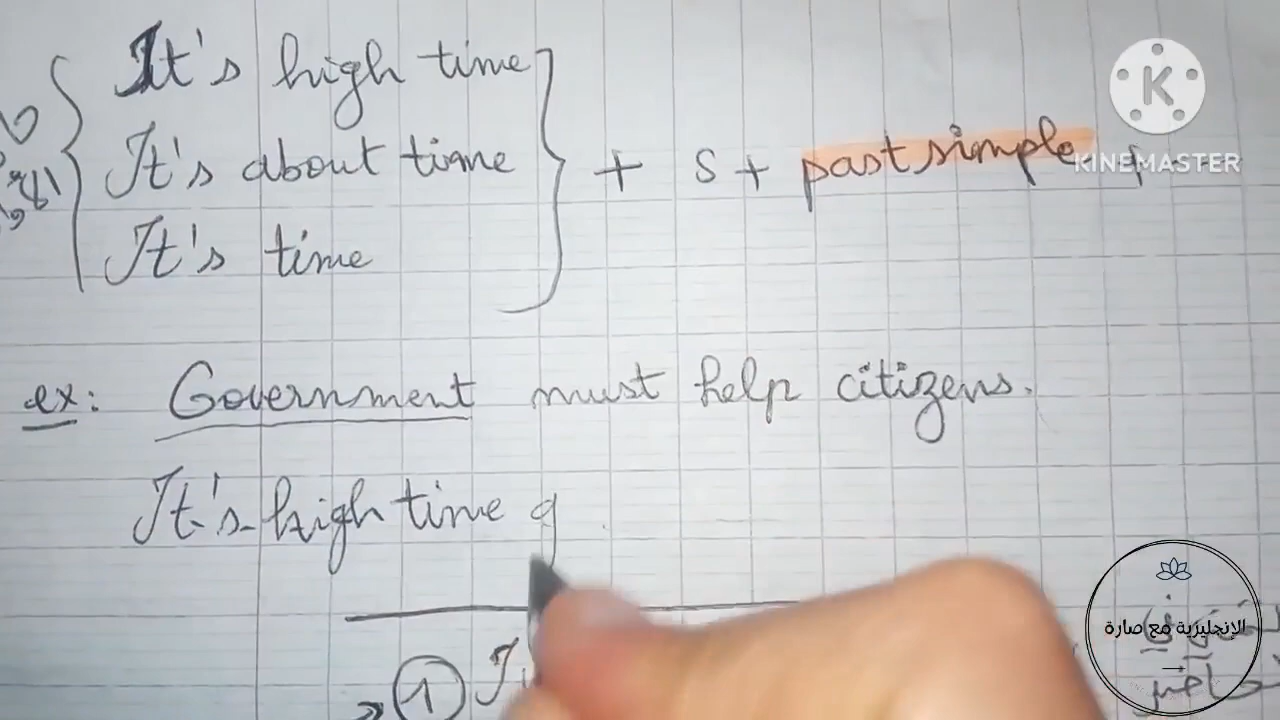 It's high time
It's about time
It's time
+ S + past simple +
K
KINEMASTER
ex: Government must help citizens.
It's high time g
1
الإنجليزية مع صارة